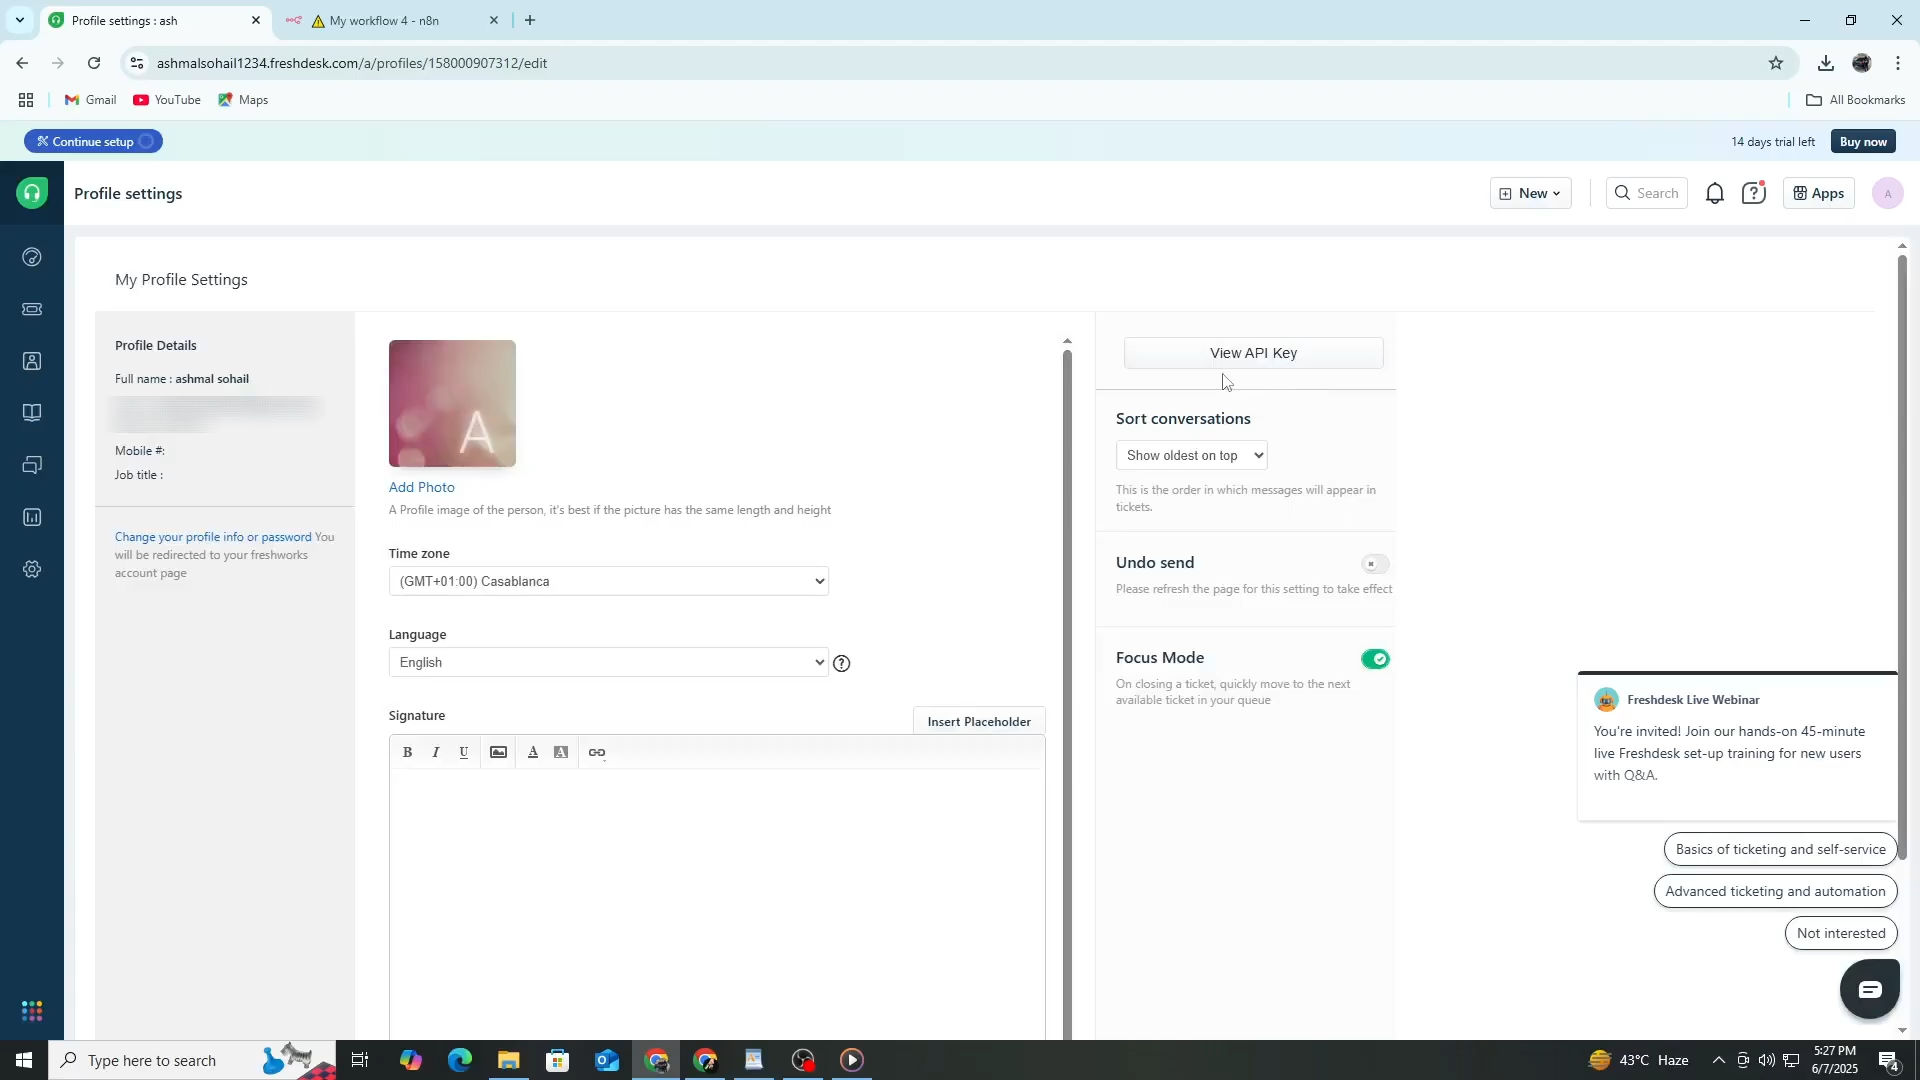 Profile settings : ash
My workflow 4 - n8n
ashmalsohail1234.freshdesk.com/a/profiles/158000907312/edit
Gmail
YouTube
Maps
All Bookmarks
Continue setup
14 days trial left
Buy now
Profile settings
New
Search
Apps
A
My Profile Settings
Profile Details
Full name : ashmal sohail
Mobile #:
Job title :
Change your profile info or password You
will be redirected to your freshworks
account page
A
Add Photo
A Profile image of the person, it's best if the picture has the same length and height
Time zone
(GMT+01:00) Casablanca
Language
English
Signature
Insert Placeholder
B I U A A
View API Key
Sort conversations
Show oldest on top
This is the order in which messages will appear in
tickets.
Undo send
Please refresh the page for this setting to take effect
Focus Mode
On closing a ticket, quickly move to the next
available ticket in your queue
Freshdesk Live Webinar
You're invited! Join our hands-on 45-minute
live Freshdesk set-up training for new users
with Q&A.
Basics of ticketing and self-service
Advanced ticketing and automation
Not interested
Type here to search
43°C Haze
5:27 PM
6/7/2025
4